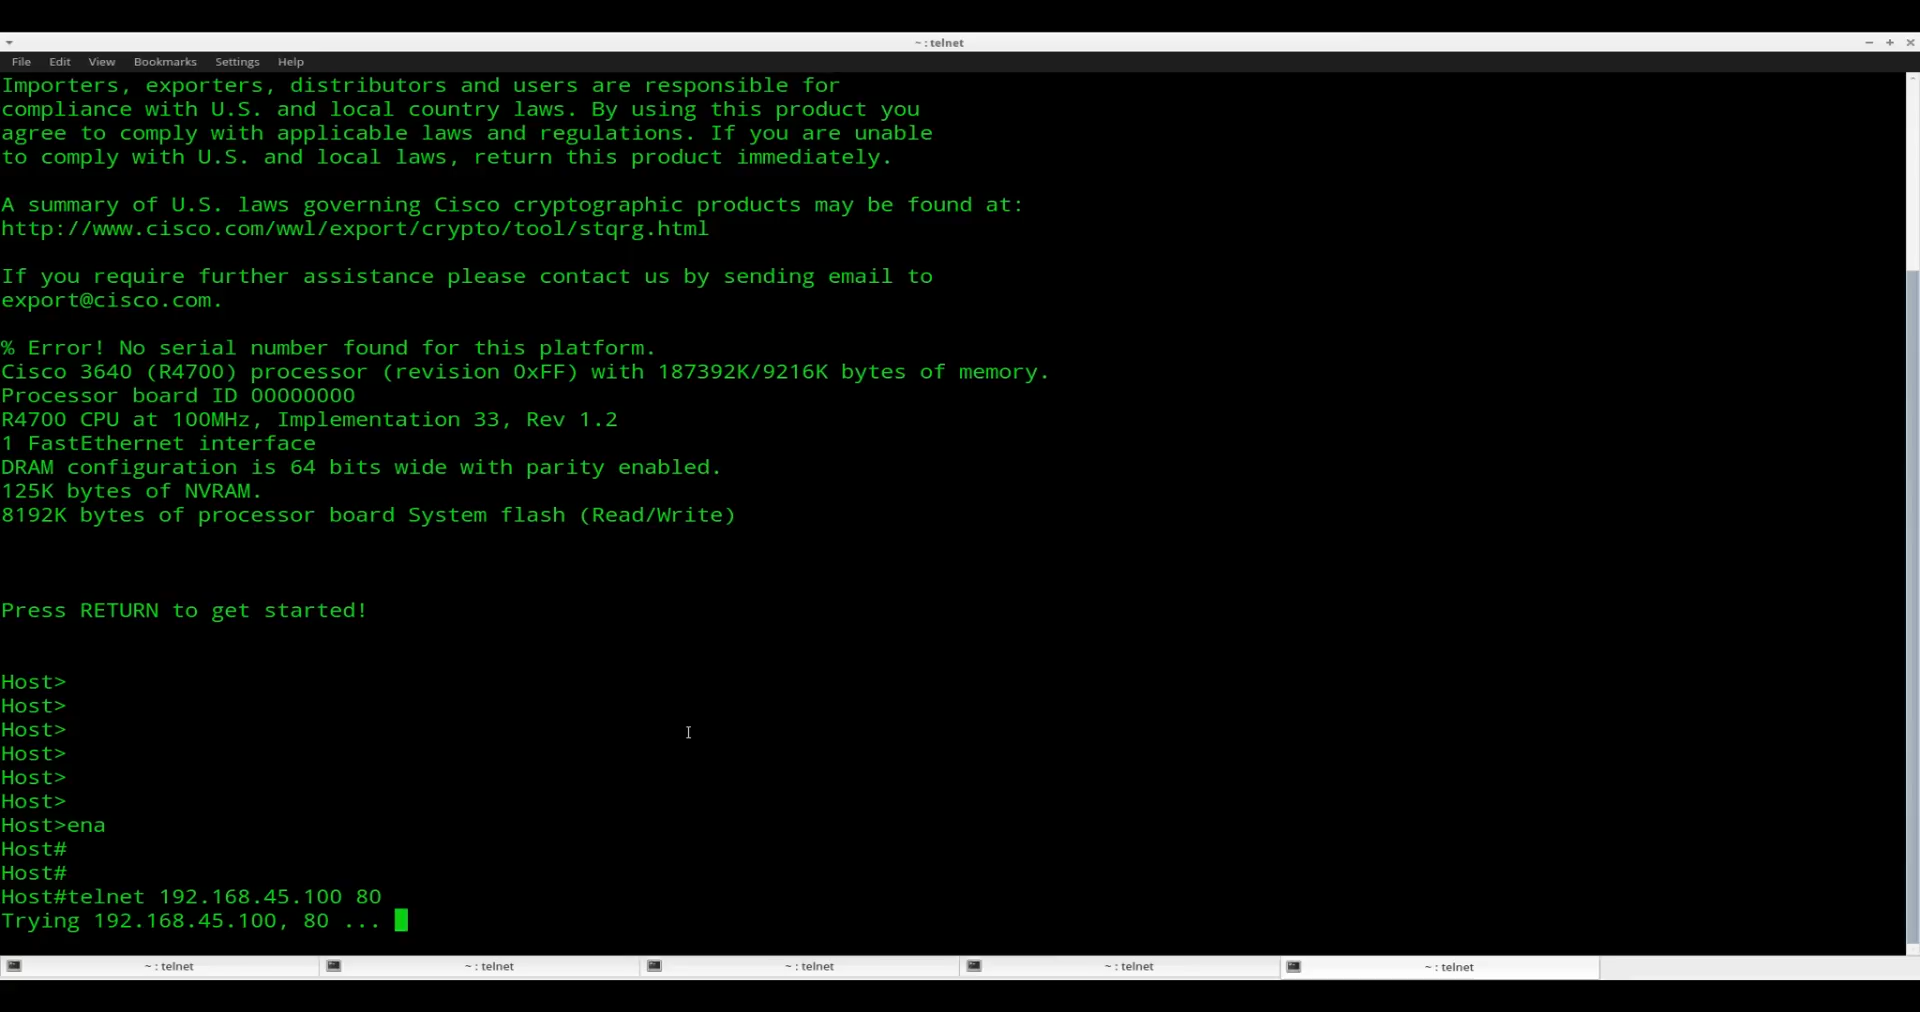 ~ : telnet
File Edit View Bookmarks Settings Help
Importers, exporters, distributors and users are responsible for
compliance with U.S. and local country laws. By using this product you
agree to comply with applicable laws and regulations. If you are unable
to comply with U.S. and local laws, return this product immediately.
A summary of U.S. laws governing Cisco cryptographic products may be found at:
http://www.cisco.com/wwl/export/crypto/tool/stqrg.html
If you require further assistance please contact us by sending email to
export@cisco.com.
% Error! No serial number found for this platform.
Cisco 3640 (R4700) processor (revision 0xFF) with 187392K/9216K bytes of memory.
Processor board ID 00000000
R4700 CPU at 100MHz, Implementation 33, Rev 1.2
1 FastEthernet interface
DRAM configuration is 64 bits wide with parity enabled.
125K bytes of NVRAM.
8192K bytes of processor board System flash (Read/Write)
Press RETURN to get started!
Host>
Host>
Host>
Host>
Host>
Host>
Host>ena
Host#
Host#
Host#telnet 192.168.45.100 80
Trying 192.168.45.100, 80 ...
~ : telnet ~ : telnet ~ : telnet ~ : telnet ~ : telnet